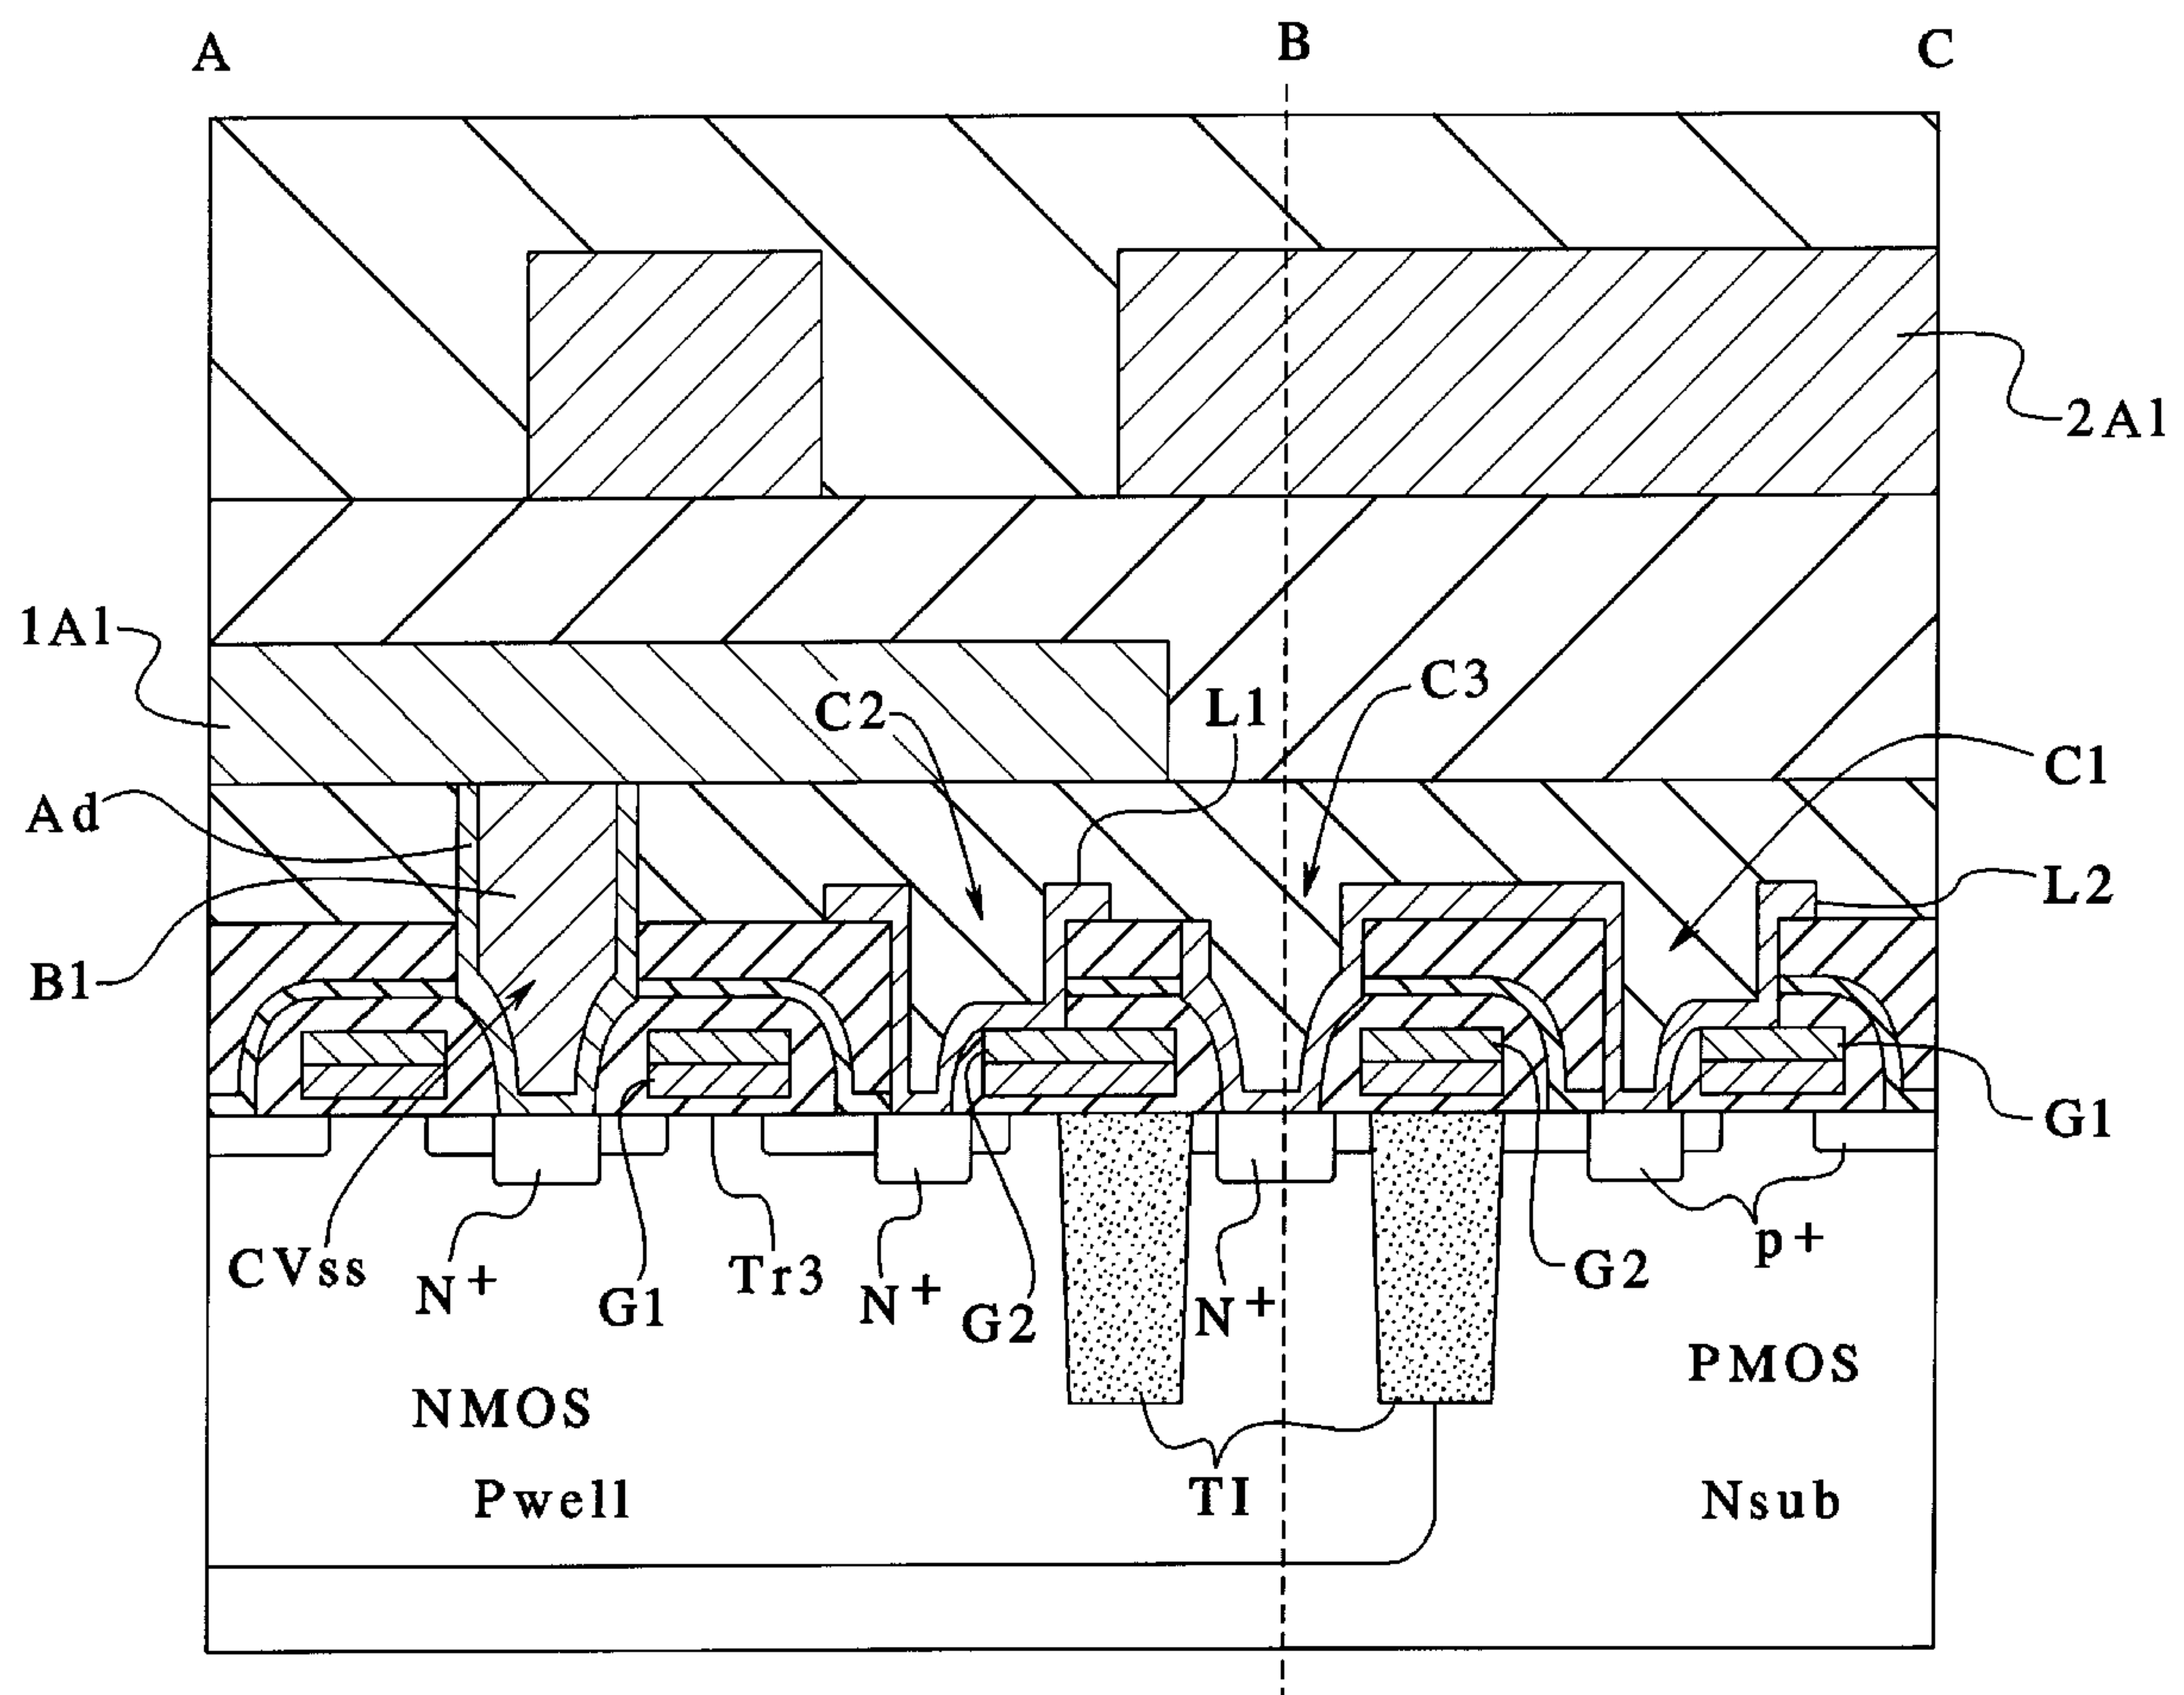 A
B
C
2Al
1Al
C2
L1
C3
C1
Ad
L2
B1
G1
CVss
N+
G1
Tr3
N+
G2
N+
G2
p+
NMOS
PMOS
Pwell
TI
Nsub